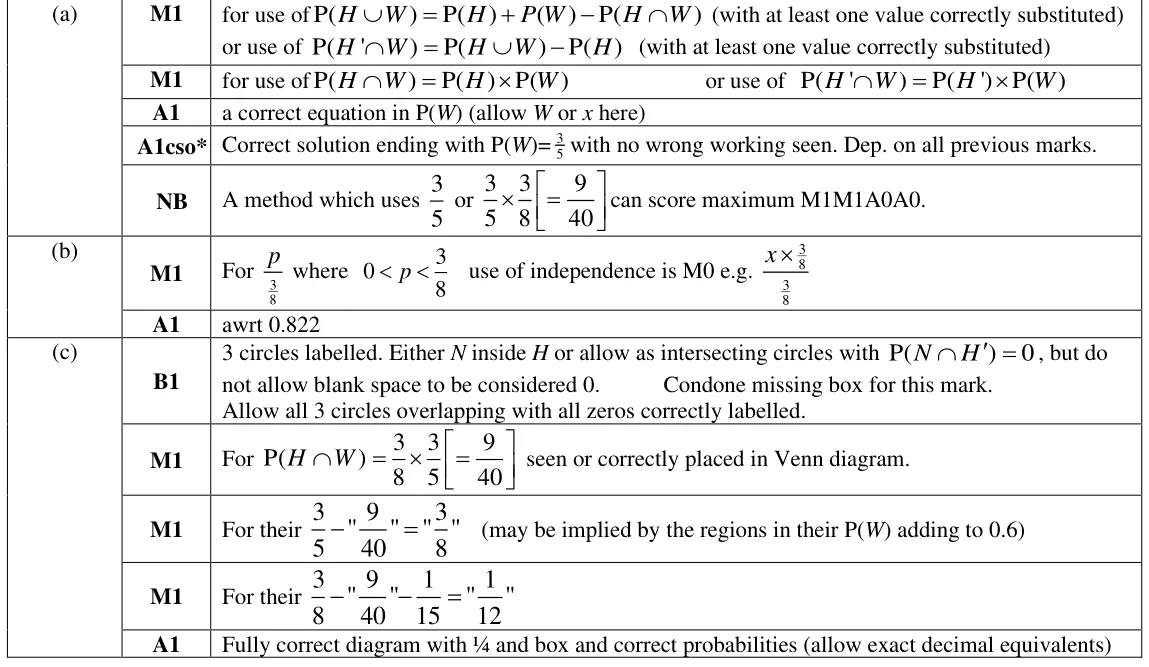 (a) M1 for use of P(H ∪ W) = P(H) + P(W) − P(H ∩ W) (with at least one value correctly substituted)
or use of P(H '∩ W) = P(H ∪ W) − P(H) (with at least one value correctly substituted)
M1 for use of P(H ∩ W) = P(H) × P(W) or use of P(H '∩ W) = P(H ') × P(W)
A1 a correct equation in P(W) (allow W or x here)
A1cso* Correct solution ending with P(W)= 3/5 with no wrong working seen. Dep. on all previous marks.
NB A method which uses 3/5 or 3/5 × 3/8 [= 9/40] can score maximum M1M1A0A0.
(b) M1 For p / (3/8) where 0 < p < 3/8 use of independence is M0 e.g. (x × 3/8) / (3/8)
A1 awrt 0.822
(c) B1 3 circles labelled. Either N inside H or allow as intersecting circles with P(N ∩ H′) = 0 , but do
not allow blank space to be considered 0. Condone missing box for this mark.
Allow all 3 circles overlapping with all zeros correctly labelled.
M1 For P(H ∩ W) = 3/8 × 3/5 [= 9/40] seen or correctly placed in Venn diagram.
M1 For their 3/5 − " 9/40 " = " 3/8 " (may be implied by the regions in their P(W) adding to 0.6)
M1 For their 3/8 − " 9/40 " − 1/15 = " 1/12 "
A1 Fully correct diagram with ¼ and box and correct probabilities (allow exact decimal equivalents)